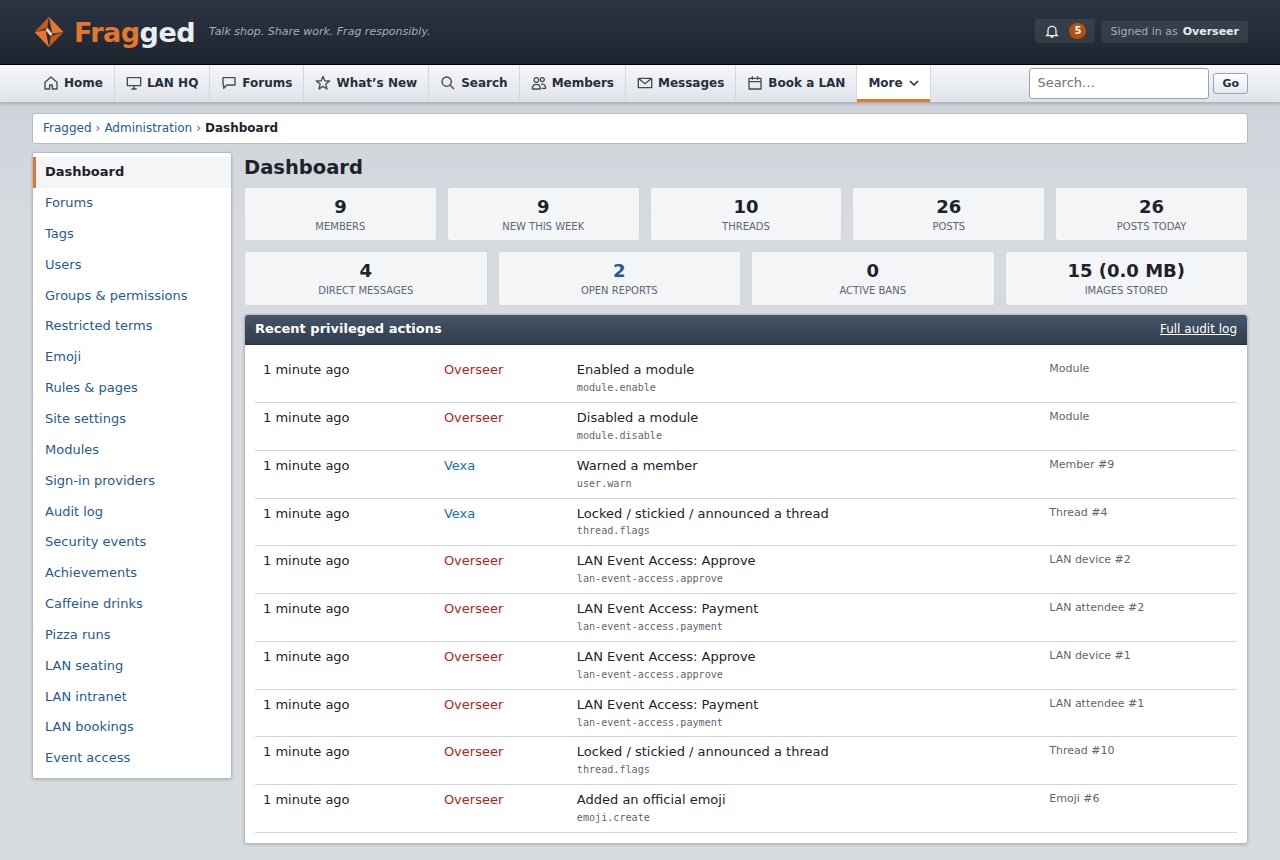 Fragged Talk shop. Share work. Frag responsibly. 5 Signed in as Overseer
Home LAN HQ Forums What's New Search Members Messages Book a LAN More Search... Go
Fragged › Administration › Dashboard
Dashboard
Forums
Tags
Users
Groups & permissions
Restricted terms
Emoji
Rules & pages
Site settings
Modules
Sign-in providers
Audit log
Security events
Achievements
Caffeine drinks
Pizza runs
LAN seating
LAN intranet
LAN bookings
Event access
Dashboard
9 9 10 26 26
MEMBERS NEW THIS WEEK THREADS POSTS POSTS TODAY
4 2 0 15 (0.0 MB)
DIRECT MESSAGES OPEN REPORTS ACTIVE BANS IMAGES STORED
Recent privileged actions Full audit log
1 minute ago Overseer Enabled a module Module
module.enable
1 minute ago Overseer Disabled a module Module
module.disable
1 minute ago Vexa Warned a member Member #9
user.warn
1 minute ago Vexa Locked / stickied / announced a thread Thread #4
thread.flags
1 minute ago Overseer LAN Event Access: Approve LAN device #2
lan-event-access.approve
1 minute ago Overseer LAN Event Access: Payment LAN attendee #2
lan-event-access.payment
1 minute ago Overseer LAN Event Access: Approve LAN device #1
lan-event-access.approve
1 minute ago Overseer LAN Event Access: Payment LAN attendee #1
lan-event-access.payment
1 minute ago Overseer Locked / stickied / announced a thread Thread #10
thread.flags
1 minute ago Overseer Added an official emoji Emoji #6
emoji.create